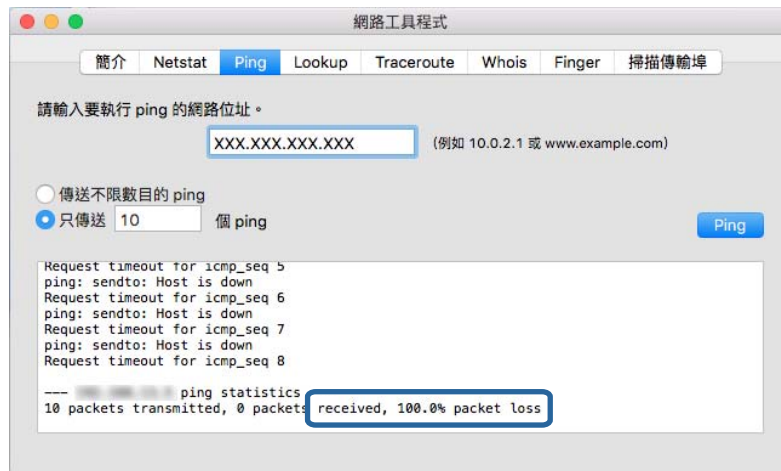 網路工具程式
簡介 Netstat Ping Lookup Traceroute Whois Finger 掃描傳輸埠
請輸入要執行 ping 的網路位址。
XXX.XXX.XXX.XXX (例如 10.0.2.1 或 www.example.com)
傳送不限數目的 ping
只傳送 10 個 ping
Ping
Request timeout for icmp_seq 5
ping: sendto: Host is down
Request timeout for icmp_seq 6
ping: sendto: Host is down
Request timeout for icmp_seq 7
ping: sendto: Host is down
Request timeout for icmp_seq 8
--- ping statistics
10 packets transmitted, 0 packets received, 100.0% packet loss